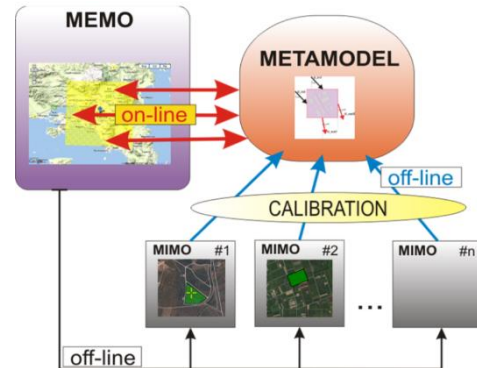 MEMO
METAMODEL
on-line
off-line
CALIBRATION
MIMO #1
MIMO #2
...
MIMO #n
off-line